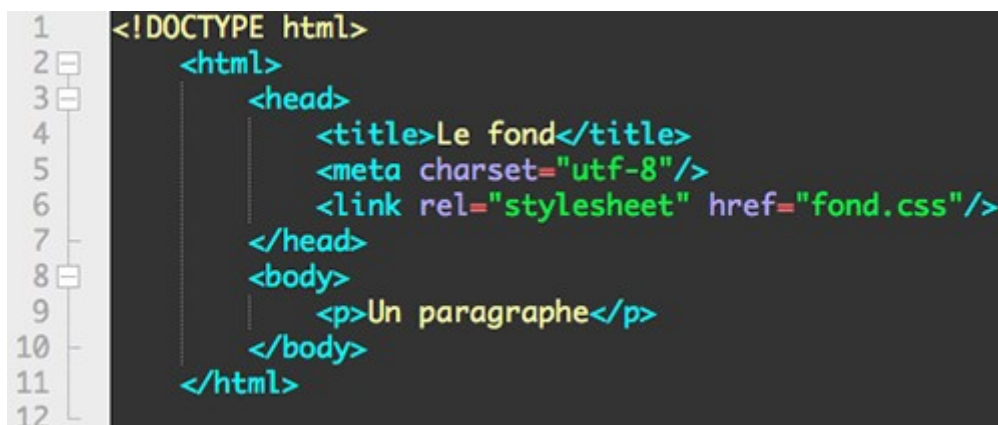 1 <!DOCTYPE html>
2 <html>
3 <head>
4 <title>Le fond</title>
5 <meta charset="utf-8"/>
6 <link rel="stylesheet" href="fond.css"/>
7 </head>
8 <body>
9 <p>Un paragraphe</p>
10 </body>
11 </html>
12